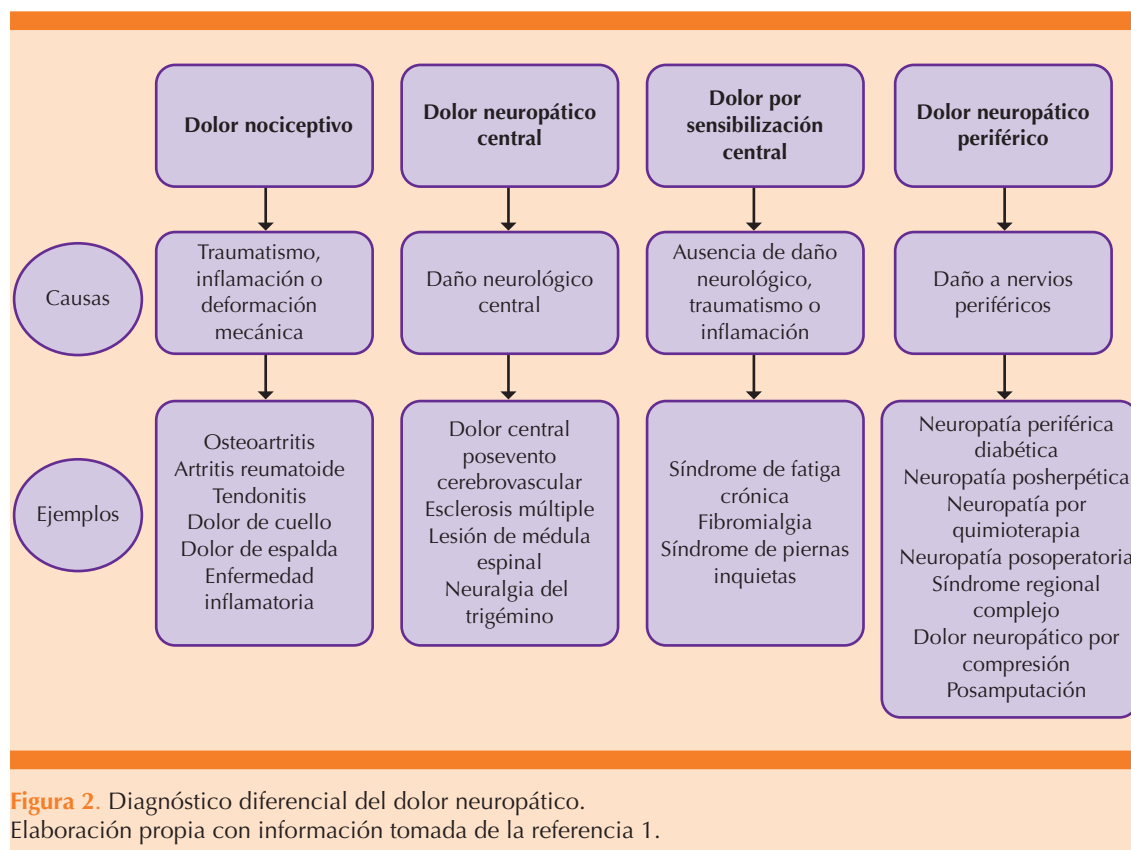 Dolor nociceptivo
Dolor neuropático
central
Dolor por
sensibilización
central
Dolor neuropático
periférico
Causas
Traumatismo,
inflamación o
deformación
mecánica
Daño neurológico
central
Ausencia de daño
neurológico,
traumatismo o
inflamación
Daño a nervios
periféricos
Ejemplos
Osteoartritis
Artritis reumatoide
Tendonitis
Dolor de cuello
Dolor de espalda
Enfermedad
inflamatoria
Dolor central
posevento
cerebrovascular
Esclerosis múltiple
Lesión de médula
espinal
Neuralgia del
trigémino
Síndrome de fatiga
crónica
Fibromialgia
Síndrome de piernas
inquietas
Neuropatía periférica
diabética
Neuropatía posherpética
Neuropatía por
quimioterapia
Neuropatía posoperatoria
Síndrome regional
complejo
Dolor neuropático por
compresión
Posamputación
Figura 2. Diagnóstico diferencial del dolor neuropático.
Elaboración propia con información tomada de la referencia 1.